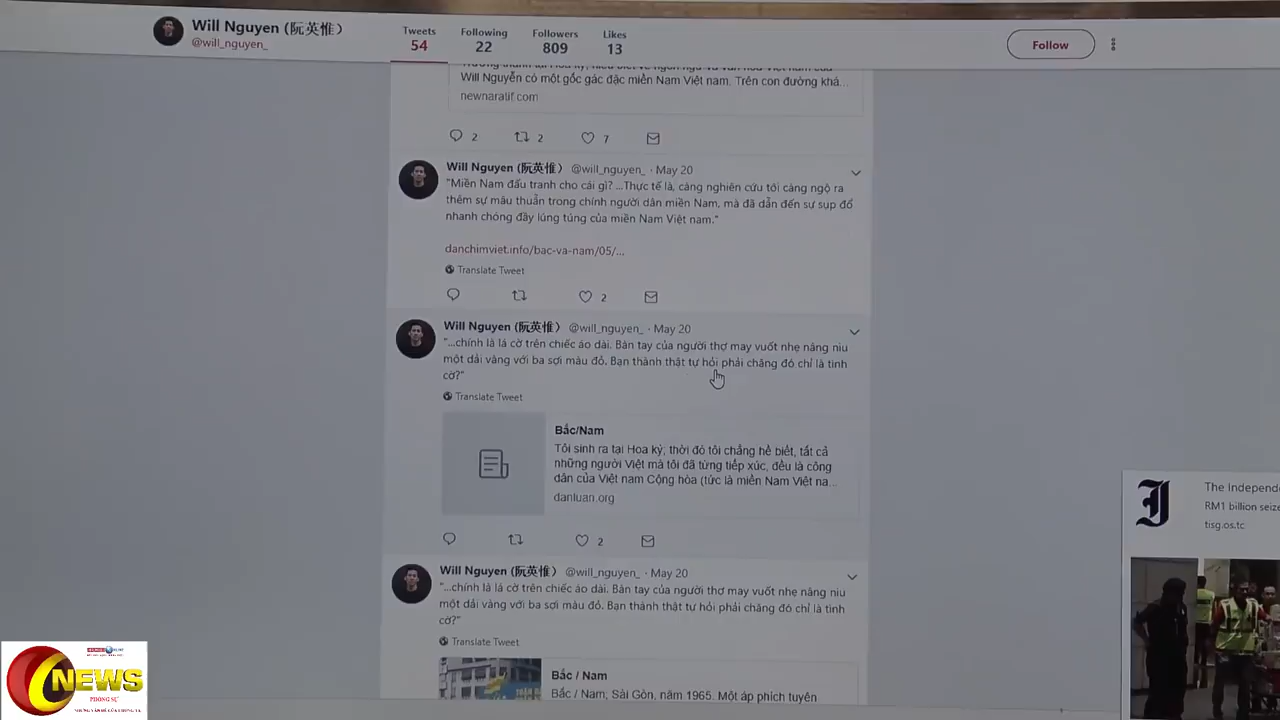 Will Nguyen (阮英惟)
@will_nguyen_
Tweets
54
Following
22
Followers
809
Likes
13
Follow
Will Nguyễn có một gốc gác đậc miền Nam Việt nam. Trên con đường khá...
newnaratif.com
2
2
7
Will Nguyen (阮英惟) @will_nguyen_ · May 20
"Miền Nam đấu tranh cho cái gì? ...Thực tế là, càng nghiên cứu tôi càng ngộ ra
thêm sự mâu thuẫn trong chính người dân miền Nam, mà đã dẫn đến sự sụp đổ
nhanh chóng đầy lúng túng của miền Nam Việt nam."
danchimviet.info/bac-va-nam/05/...
Translate Tweet
2
Will Nguyen (阮英惟) @will_nguyen_ · May 20
"...chính là lá cờ trên chiếc áo dài. Bàn tay của người thợ may vuốt nhẹ nâng niu
một dải vàng với ba sợi màu đỏ. Bạn thành thật tự hỏi phải chăng đó chỉ là tình
cờ?"
Translate Tweet
Bắc/Nam
Tôi sinh ra tại Hoa kỳ; thời đó tôi chẳng hề biết, tất cả
những người Việt mà tôi đã từng tiếp xúc, đều là công
dân của Việt nam Cộng hòa (tức là miền Nam Việt na...
danluan.org
2
Will Nguyen (阮英惟) @will_nguyen_ · May 20
"...chính là lá cờ trên chiếc áo dài. Bàn tay của người thợ may vuốt nhẹ nâng niu
một dải vàng với ba sợi màu đỏ. Bạn thành thật tự hỏi phải chăng đó chỉ là tình
cờ?"
Translate Tweet
Bắc / Nam
Bắc / Nam; Sài Gòn, năm 1965. Một áp phích tuyên
The Independ
RM1 billion seize
tisg.os.tc
NEWS
PHÓNG SỰ